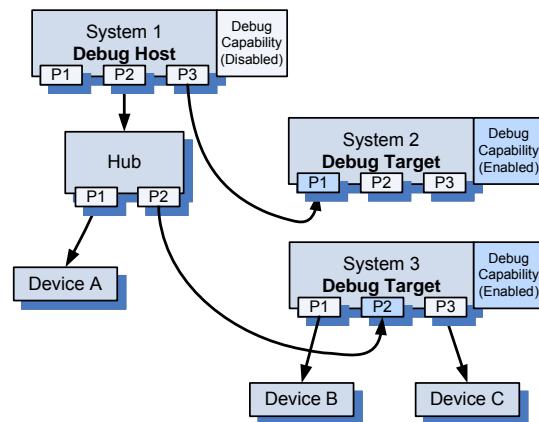 System 1
Debug Host
Debug
Capability
(Disabled)
P1 P2 P3
Hub
P1 P2
Device A
System 2
Debug Target
Debug
Capability
(Enabled)
P1 P2 P3
System 3
Debug Target
Debug
Capability
(Enabled)
P1 P2 P3
Device B
Device C